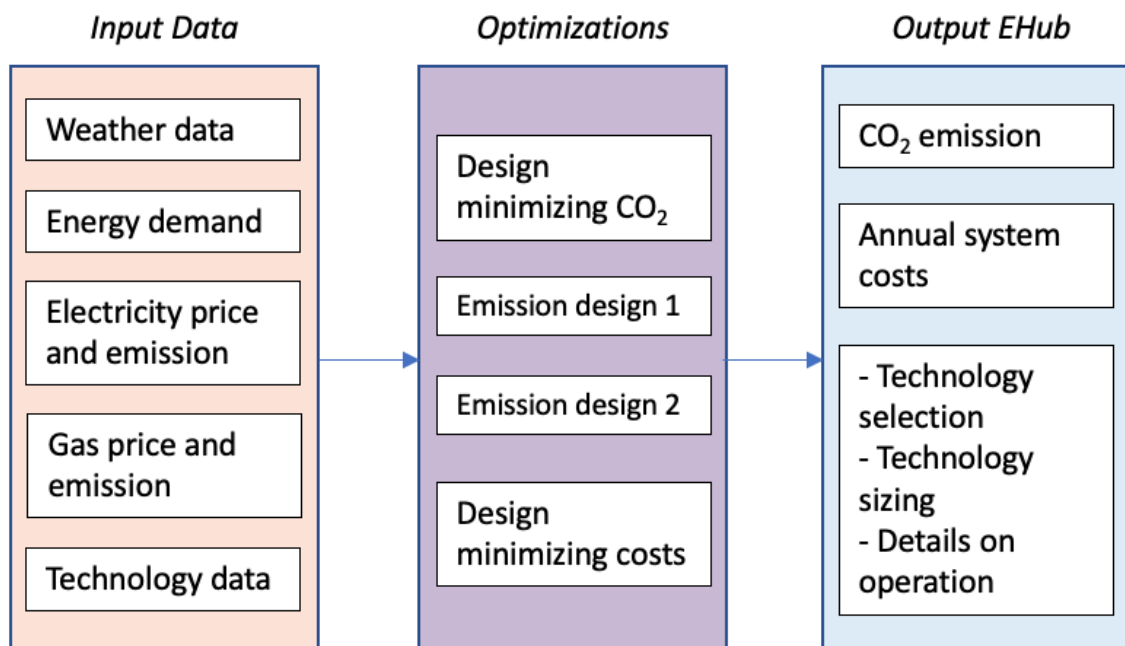 Input Data
Weather data
Energy demand
Electricity price
and emission
Gas price and
emission
Technology data
Optimizations
Design
minimizing CO₂
Emission design 1
Emission design 2
Design
minimizing costs
Output EHub
CO₂ emission
Annual system
costs
- Technology
selection
- Technology
sizing
- Details on
operation